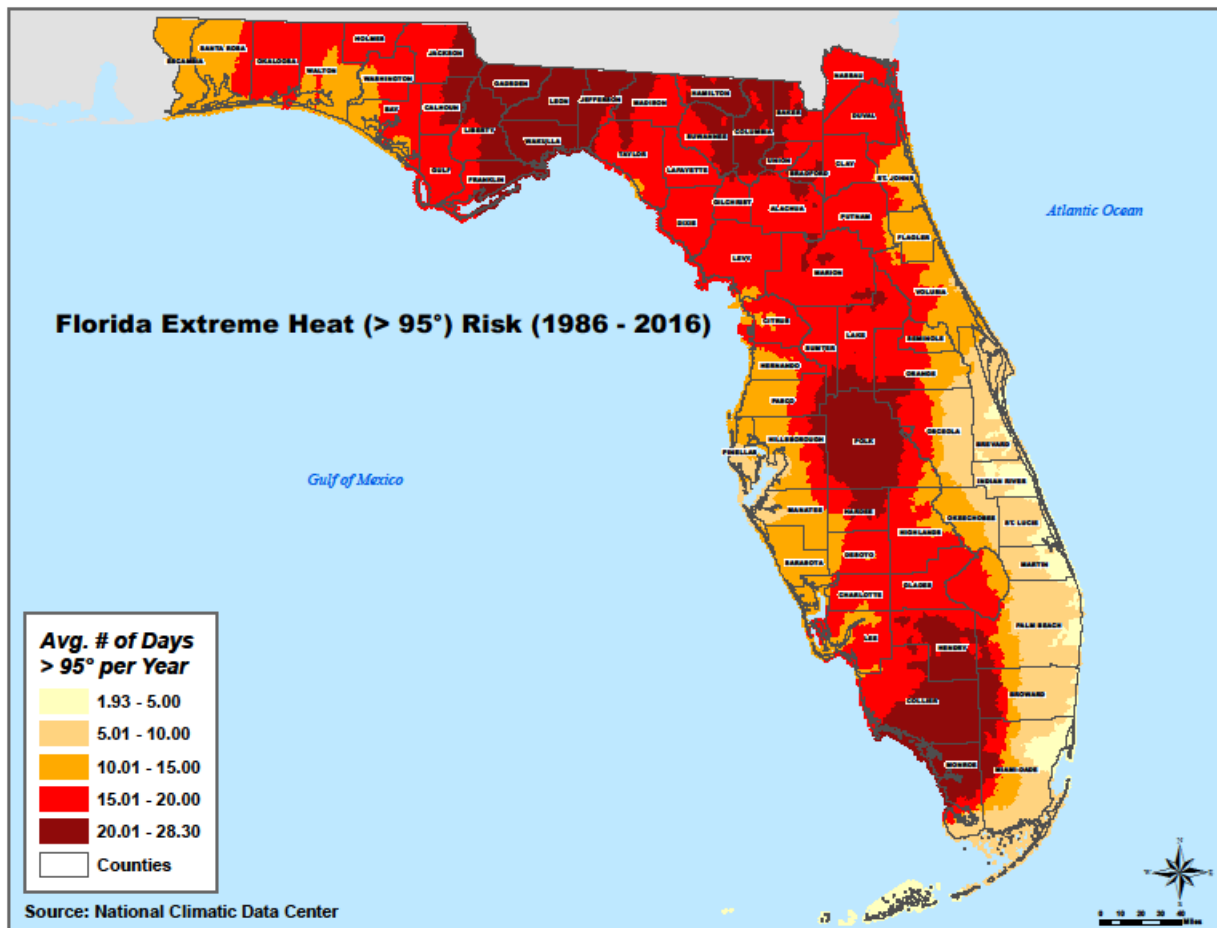 ESCAMBIA
SANTA ROSA
OKALOOSA
WALTON
HOLMES
JACKSON
WASHINGTON
BAY
CALHOUN
GADSDEN
LEON
JEFFERSON
MADISON
HAMILTON
BAKER
NASSAU
DUVAL
LIBERTY
WAKULLA
GULF
FRANKLIN
TAYLOR
SUWANNEE
COLUMBIA
LAFAYETTE
UNION
BRADFORD
CLAY
ST. JOHNS
GILCHRIST
ALACHUA
PUTNAM
DIXIE
FLAGLER
Atlantic Ocean
LEVY
MARION
VOLUSIA
Florida Extreme Heat (> 95°) Risk (1986 - 2016)
CITRUS
SUMTER
LAKE
SEMINOLE
HERNANDO
ORANGE
PASCO
HILLSBOROUGH
POLK
OSCEOLA
BREVARD
PINELLAS
Gulf of Mexico
INDIAN RIVER
MANATEE
HARDEE
OKEECHOBEE
ST. LUCIE
HIGHLANDS
SARASOTA
DESOTO
MARTIN
CHARLOTTE
GLADES
PALM BEACH
LEE
HENDRY
COLLIER
BROWARD
MONROE
MIAMI-DADE
Avg. # of Days
> 95° per Year
1.93 - 5.00
5.01 - 10.00
10.01 - 15.00
15.01 - 20.00
20.01 - 28.30
Counties
Source: National Climatic Data Center
N
W
E
S
0 10 20 30 40
Miles